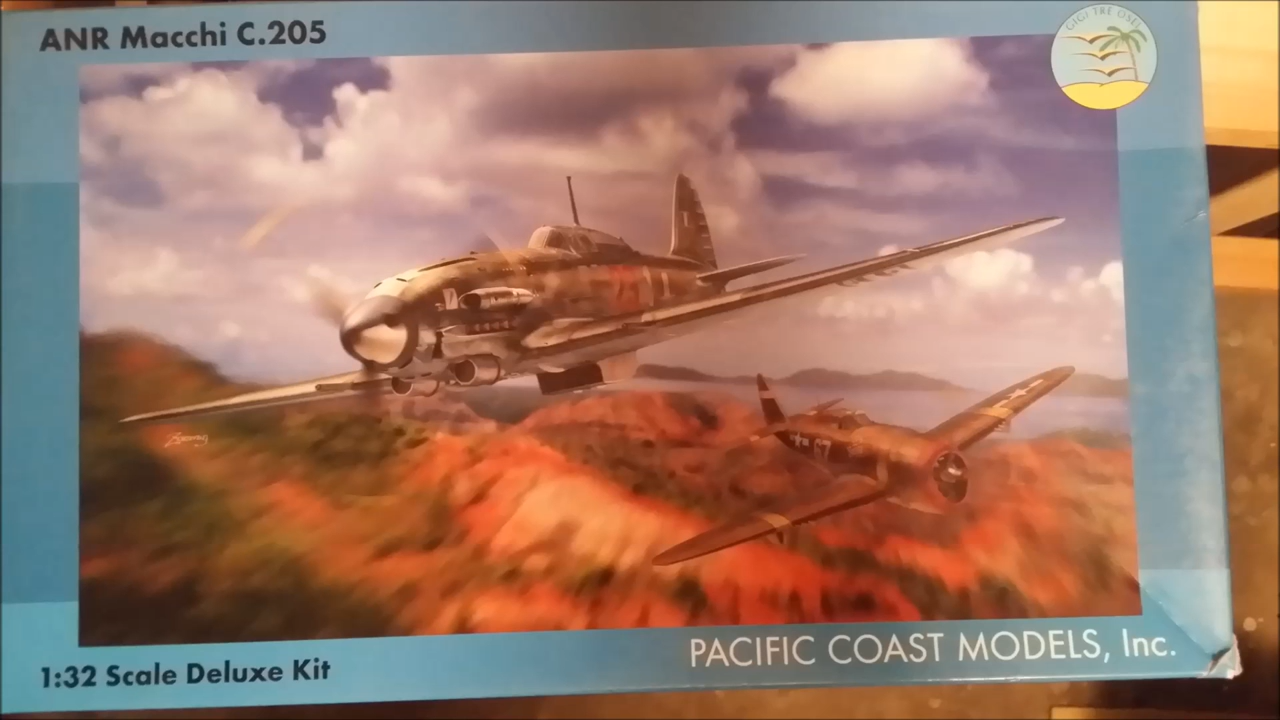 ANR Macchi C.205
GIGI TRE OSEI
1:32 Scale Deluxe Kit
PACIFIC COAST MODELS, Inc.